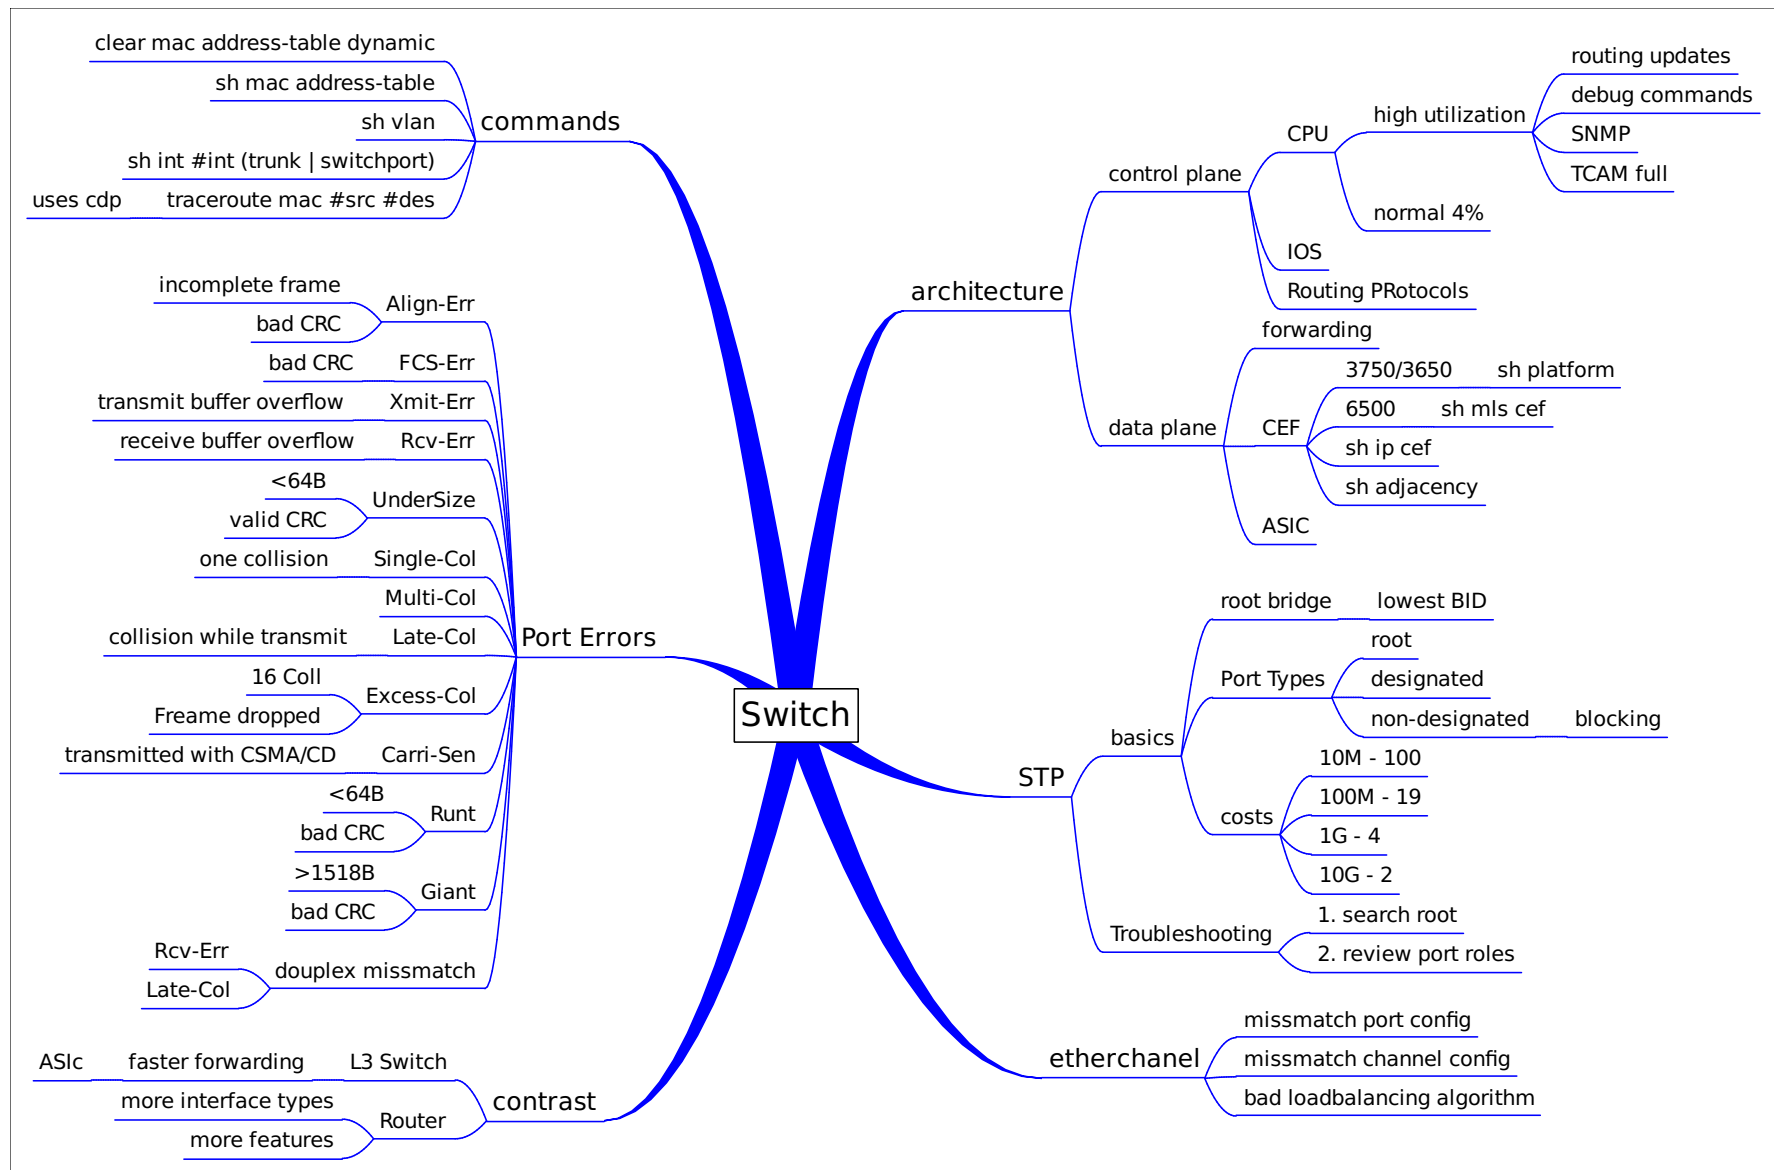 Switch
commands
clear mac address-table dynamic
sh mac address-table
sh vlan
sh int #int (trunk | switchport)
traceroute mac #src #des
uses cdp
Port Errors
Align-Err
incomplete frame
bad CRC
FCS-Err
bad CRC
Xmit-Err
transmit buffer overflow
Rcv-Err
receive buffer overflow
UnderSize
<64B
valid CRC
Single-Col
one collision
Multi-Col
Late-Col
collision while transmit
Excess-Col
16 Coll
Freame dropped
Carri-Sen
transmitted with CSMA/CD
Runt
<64B
bad CRC
Giant
>1518B
bad CRC
douplex missmatch
Rcv-Err
Late-Col
contrast
L3 Switch
faster forwarding
ASIc
Router
more interface types
more features
architecture
control plane
CPU
high utilization
routing updates
debug commands
SNMP
TCAM full
normal 4%
IOS
Routing PRotocols
data plane
forwarding
CEF
3750/3650
sh platform
6500
sh mls cef
sh ip cef
sh adjacency
ASIC
STP
basics
root bridge
lowest BID
Port Types
root
designated
non-designated
blocking
costs
10M - 100
100M - 19
1G - 4
10G - 2
Troubleshooting
1. search root
2. review port roles
etherchanel
missmatch port config
missmatch channel config
bad loadbalancing algorithm